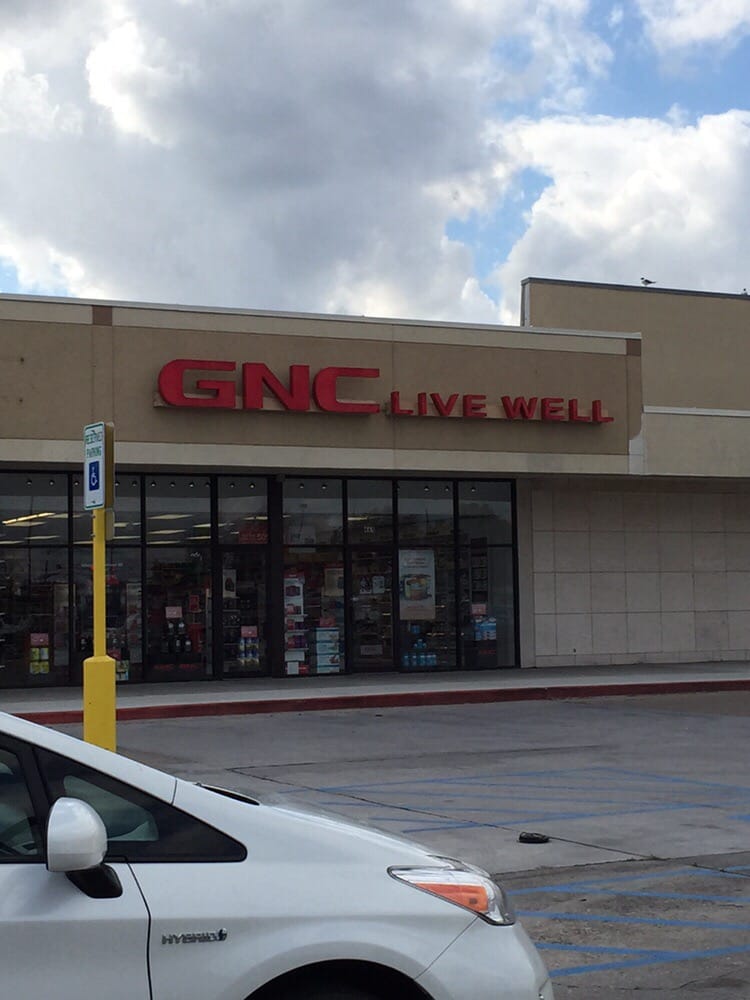 GNC LIVE WELL
RESERVED
PARKING
HYBRID